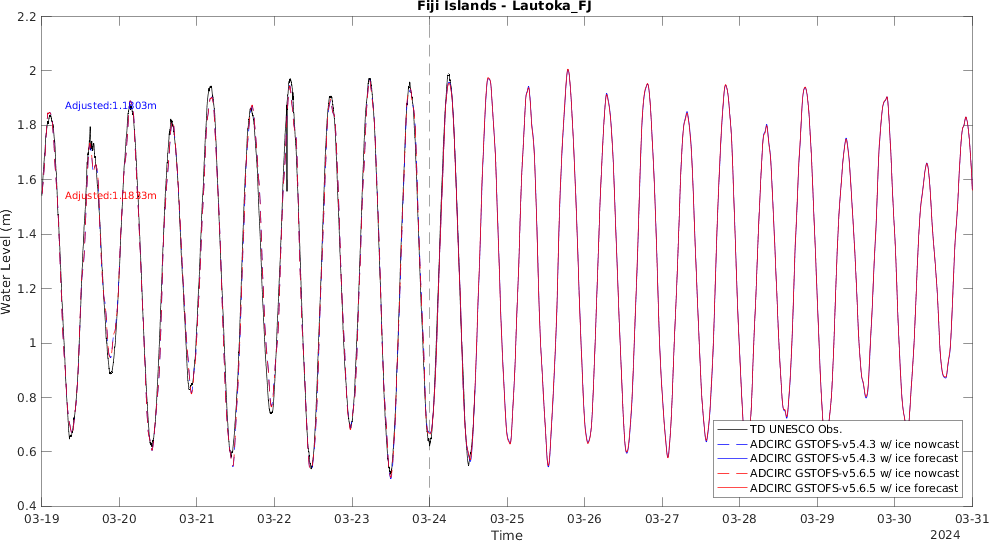 Fiji Islands - Lautoka_FJ
2.2
2
1.8
1.6
1.4
1.2
1
0.8
0.6
0.4
Water Level (m)
Adjusted:1.1803m
Adjusted:1.1833m
TD UNESCO Obs.
ADCIRC GSTOFS-v5.4.3 w/ ice nowcast
ADCIRC GSTOFS-v5.4.3 w/ ice forecast
ADCIRC GSTOFS-v5.6.5 w/ ice nowcast
ADCIRC GSTOFS-v5.6.5 w/ ice forecast
03-19 03-20 03-21 03-22 03-23 03-24 03-25 03-26 03-27 03-28 03-29 03-30 03-31
Time
2024